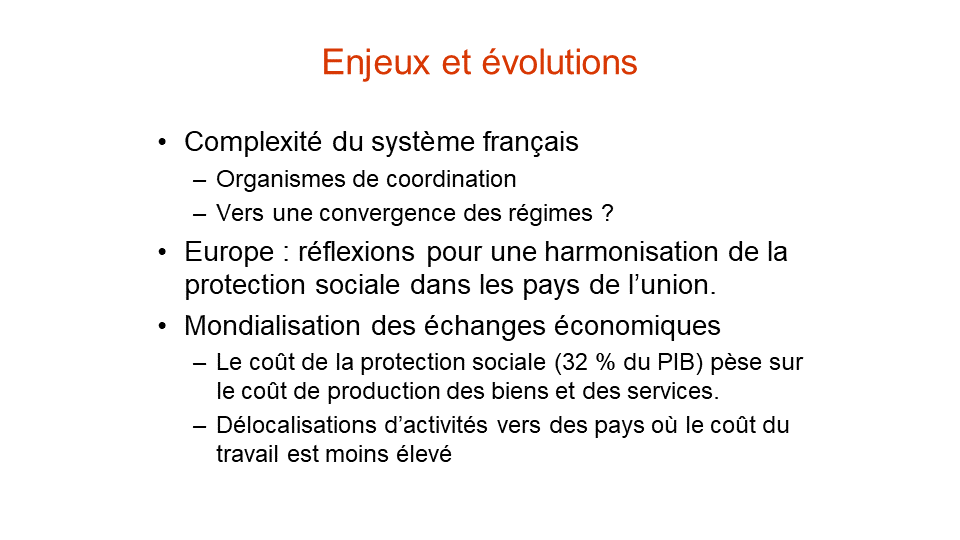 Enjeux et évolutions
• Complexité du système français
– Organismes de coordination
– Vers une convergence des régimes ?
• Europe : réflexions pour une harmonisation de la
protection sociale dans les pays de l’union.
• Mondialisation des échanges économiques
– Le coût de la protection sociale (32 % du PIB) pèse sur
le coût de production des biens et des services.
– Délocalisations d’activités vers des pays où le coût du
travail est moins élevé